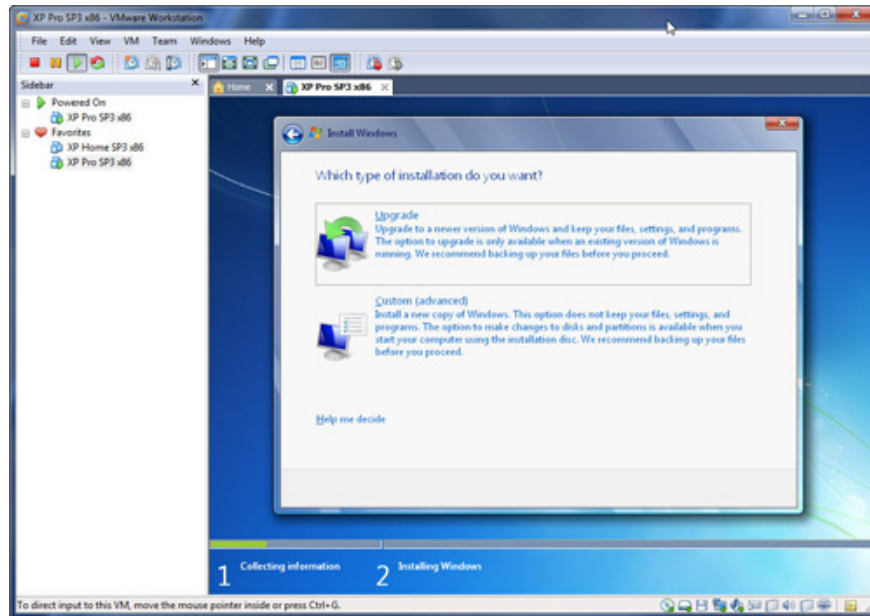 XP Pro SP3 x86 - VMware Workstation
File Edit View VM Team Windows Help
Sidebar
Powered On
XP Pro SP3 x86
Favorites
XP Home SP3 x86
XP Pro SP3 x86
Home
XP Pro SP3 x86
Install Windows
Which type of installation do you want?
Upgrade
Upgrade to a newer version of Windows and keep your files, settings, and programs.
The option to upgrade is only available when an existing version of Windows is
running. We recommend backing up your files before you proceed.
Custom (advanced)
Install a new copy of Windows. This option does not keep your files, settings, and
programs. The option to make changes to disks and partitions is available when you
start your computer using the installation disc. We recommend backing up your files
before you proceed.
Help me decide
1 Collecting information
2 Installing Windows
To direct input to this VM, move the mouse pointer inside or press Ctrl+G.